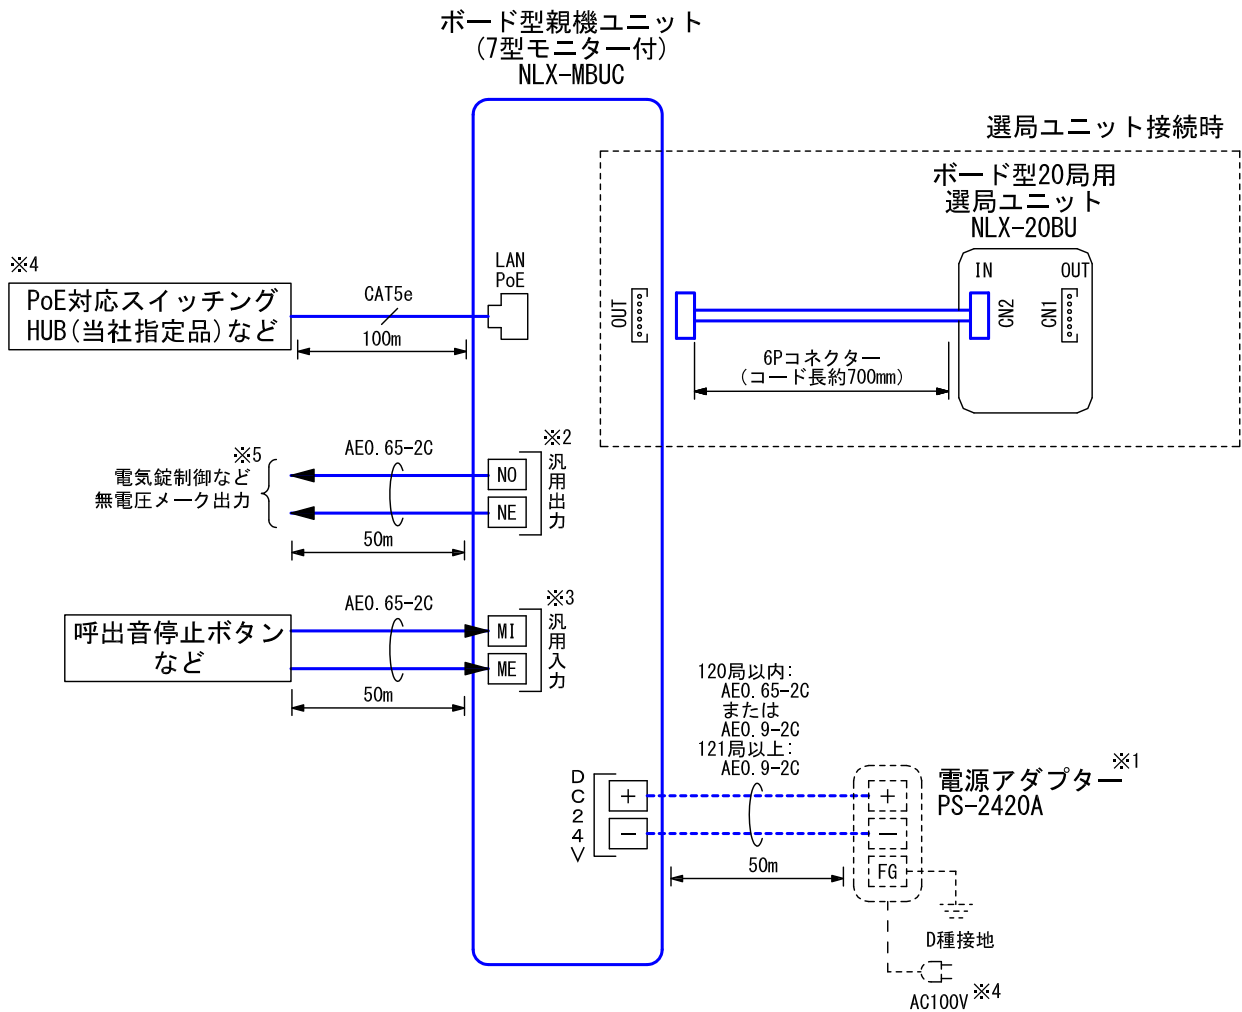 ボード型親機ユニット
(7型モニター付)
NLX-MBUC
選局ユニット接続時
ボード型20局用
選局ユニット
NLX-20BU
IN
OUT
CN2
CN1
OUT
6Pコネクター
(コード長約700mm)
※4
PoE対応スイッチング
HUB(当社指定品)など
CAT5e
100m
LAN
PoE
※5
電気錠制御など
無電圧メーク出力
AE0.65-2C
50m
NO
NE
※2
汎用出力
呼出音停止ボタン
など
AE0.65-2C
50m
MI
ME
※3
汎用入力
120局以内:
AE0.65-2C
または
AE0.9-2C
121局以上:
AE0.9-2C
DC24V
+
−
50m
+
−
FG
※1
電源アダプター
PS-2420A
D種接地
AC100V
※4